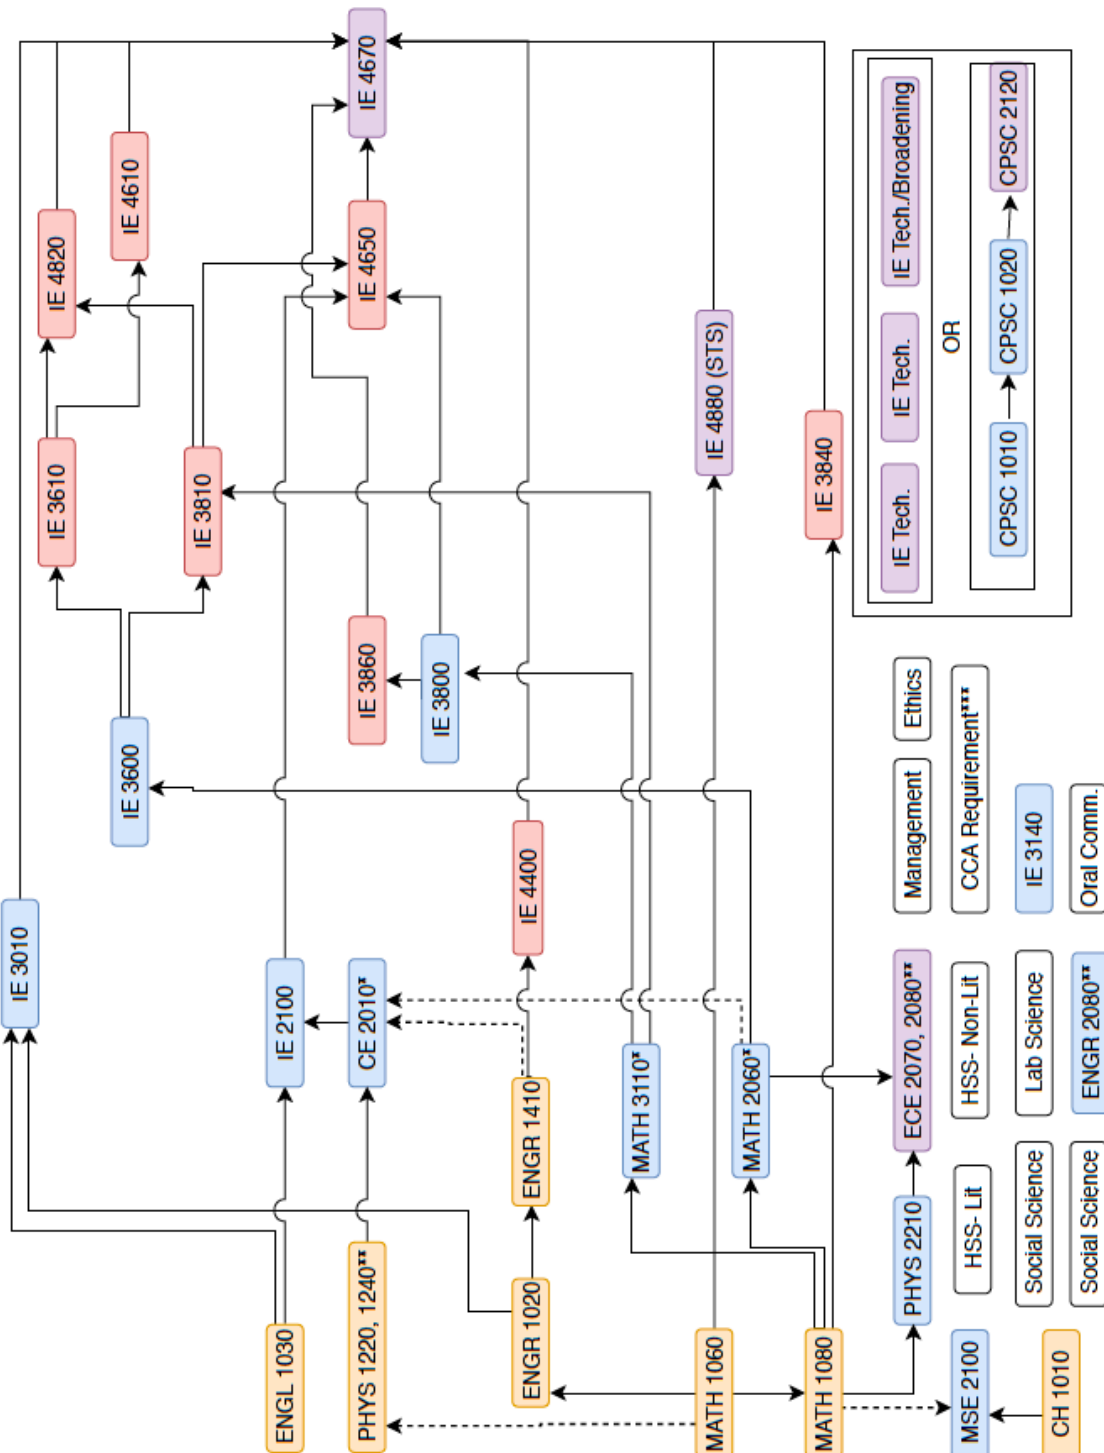 ENGL 1030
PHYS 1220, 1240**
ENGR 1020
MATH 1060
MATH 1080
MSE 2100
CH 1010
PHYS 2210
HSS- Lit
Social Science
Social Science
IE 3010
IE 2100
CE 2010*
ENGR 1410
MATH 3110*
MATH 2060*
ECE 2070, 2080**
HSS- Non-Lit
Lab Science
ENGR 2080**
IE 3600
IE 4400
Management
Ethics
CCA Requirement***
IE 3140
Oral Comm.
IE 3860
IE 3800
IE 3610
IE 3810
IE 4880 (STS)
IE 3840
IE 4820
IE 4610
IE 4650
IE 4670
IE Tech.
IE Tech.
IE Tech./Broadening
OR
CPSC 1010
CPSC 1020
CPSC 2120